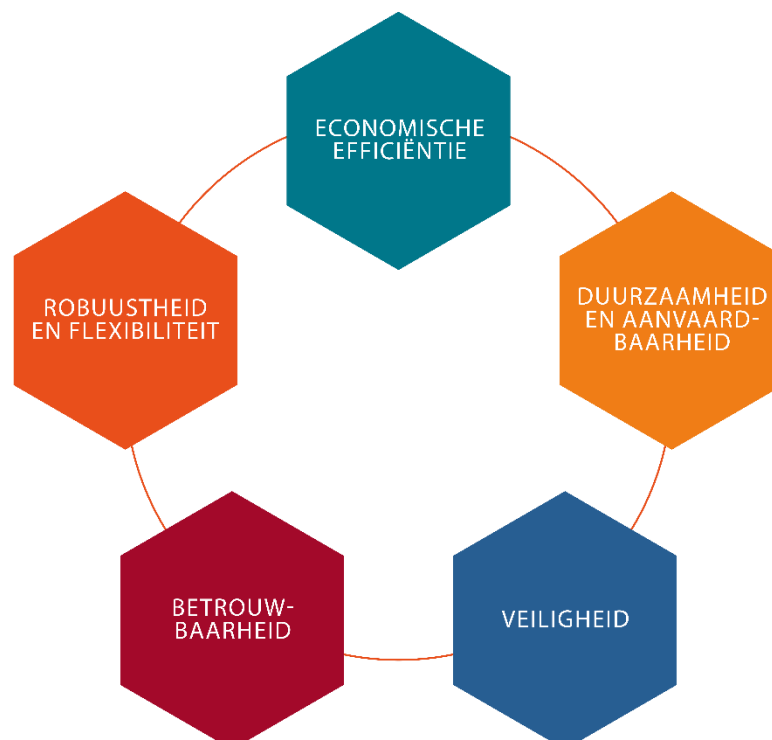 ECONOMISCHE
EFFICIËNTIE
ROBUUSTHEID
EN FLEXIBILITEIT
DUURZAAMHEID
EN AANVAARD-
BAARHEID
BETROUW-
BAARHEID
VEILIGHEID